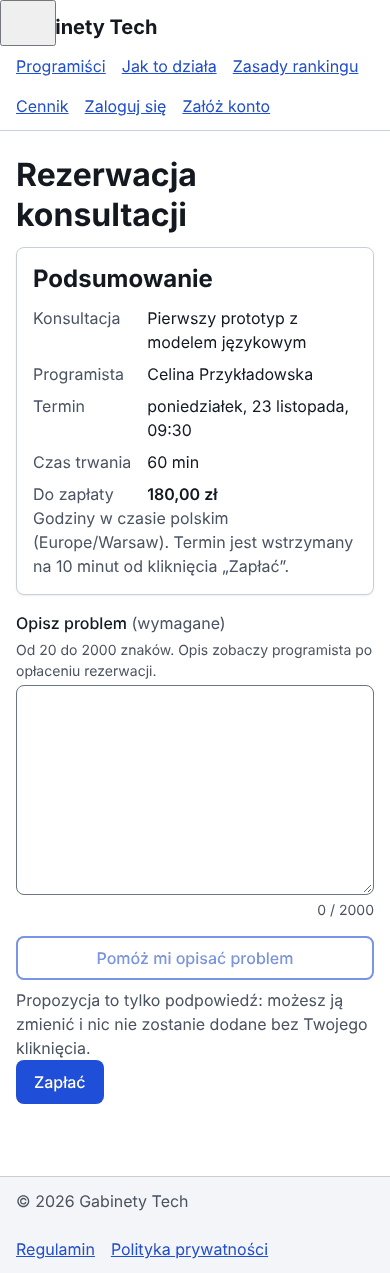 inety Tech
Programiści Jak to działa Zasady rankingu
Cennik Zaloguj się Załóż konto
Rezerwacja
konsultacji
Podsumowanie
Konsultacja Pierwszy prototyp z
modelem językowym
Programista Celina Przykładowska
Termin poniedziałek, 23 listopada,
09:30
Czas trwania 60 min
Do zapłaty 180,00 zł
Godziny w czasie polskim
(Europe/Warsaw). Termin jest wstrzymany
na 10 minut od kliknięcia „Zapłać”.
Opisz problem (wymagane)
Od 20 do 2000 znaków. Opis zobaczy programista po
opłaceniu rezerwacji.
0 / 2000
Pomóż mi opisać problem
Propozycja to tylko podpowiedź: możesz ją
zmienić i nic nie zostanie dodane bez Twojego
kliknięcia.
Zapłać
© 2026 Gabinety Tech
Regulamin Polityka prywatności